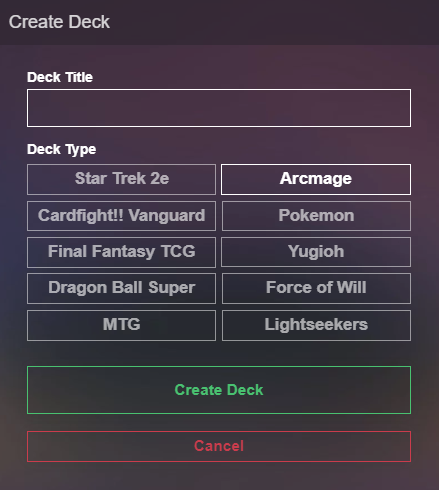 Create Deck
Deck Title
Deck Type
Star Trek 2e Arcmage
Cardfight!! Vanguard Pokemon
Final Fantasy TCG Yugioh
Dragon Ball Super Force of Will
MTG Lightseekers
Create Deck
Cancel